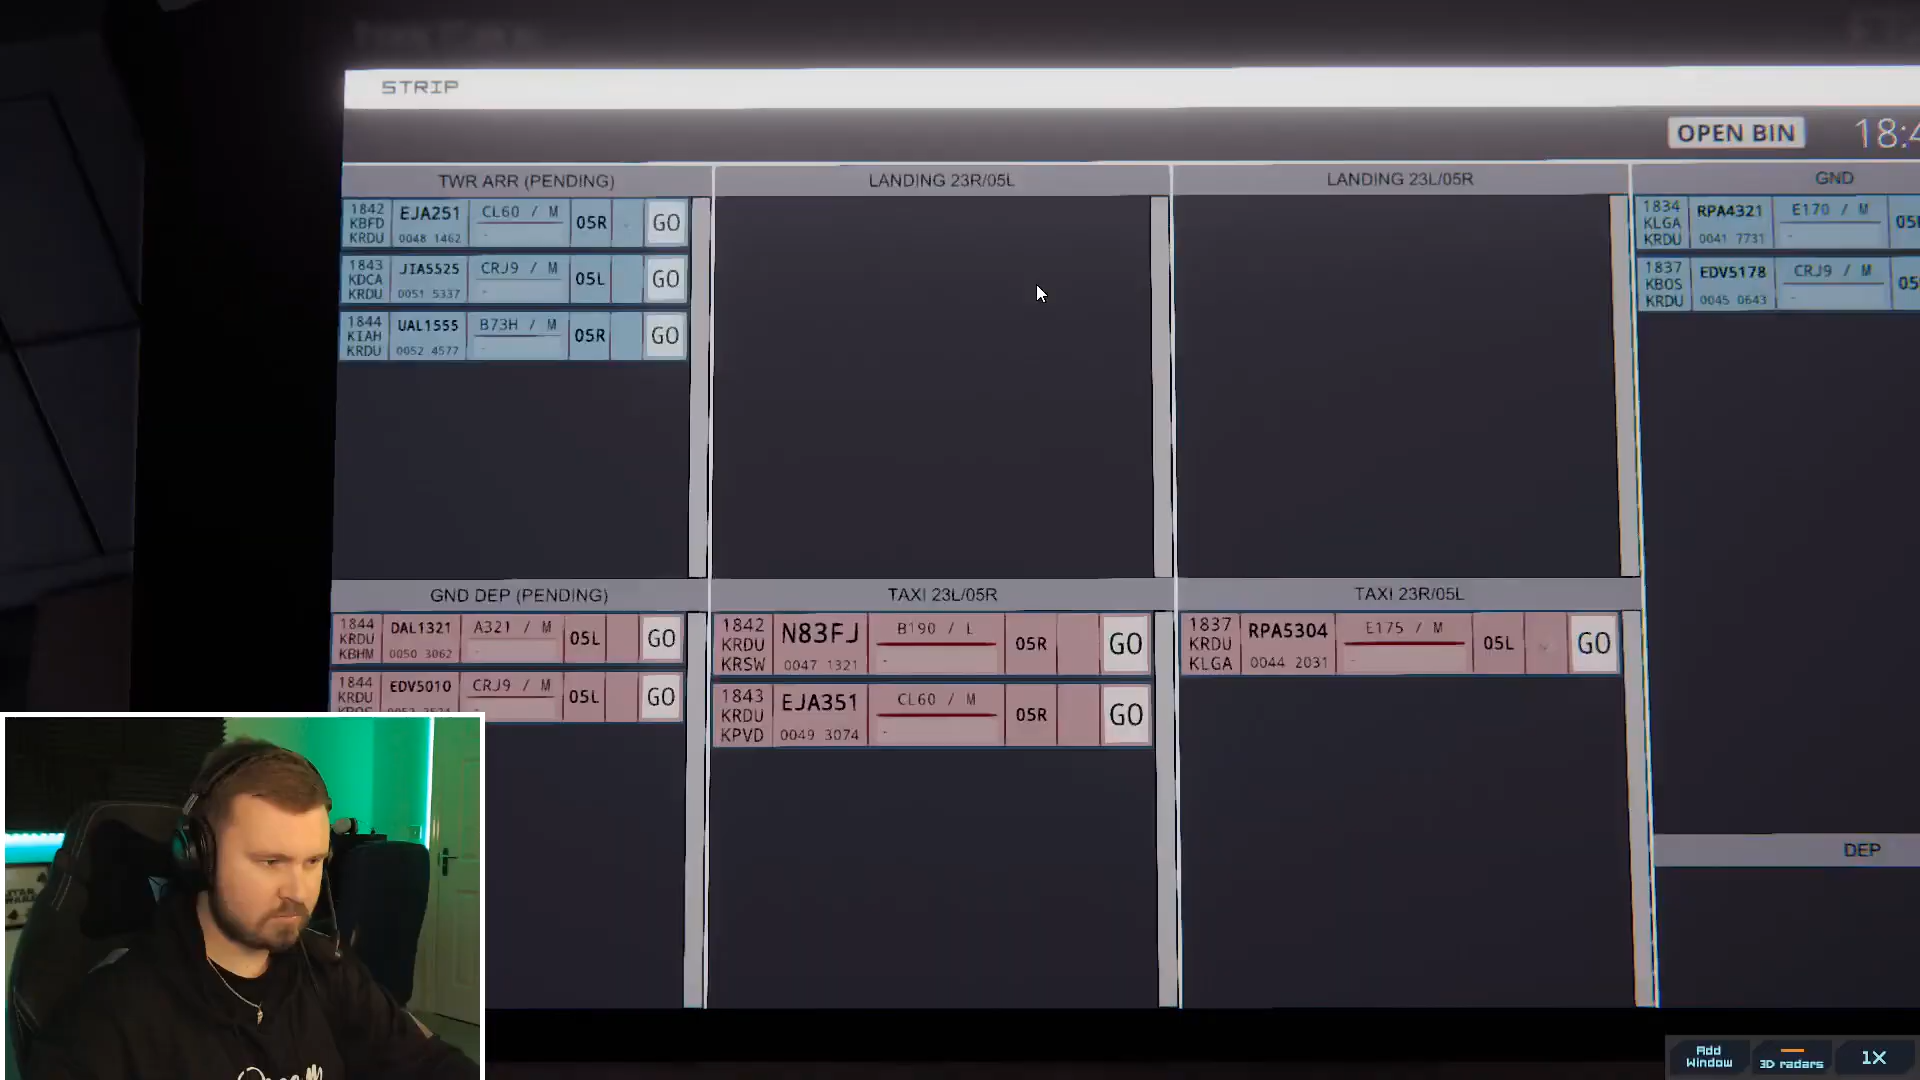 STRIP
OPEN BIN
TWR ARR (PENDING)
1842
KBFD
KRDU
EJA251
0048 1462
CL60 / M
-
05R
GO
1843
KDCA
KRDU
JIA5525
0051 5337
CRJ9 / M
-
05L
GO
1844
KIAH
KRDU
UAL1555
0052 4577
B73H / M
-
05R
GO
LANDING 23R/05L
LANDING 23L/05R
GND
1834
KLGA
KRDU
RPA4321
0041 7731
E170 / M
-
1837
KBOS
KRDU
EDV5178
0045 0643
CRJ9 / M
-
GND DEP (PENDING)
1844
KRDU
KBHM
DAL1321
0050 3062
A321 / M
-
05L
GO
1844
KRDU
EDV5010
CRJ9 / M
-
05L
GO
TAXI 23L/05R
1842
KRDU
KRSW
N83FJ
0047 1321
B190 / L
-
05R
GO
1843
KRDU
KPVD
EJA351
0049 3074
CL60 / M
-
05R
GO
TAXI 23R/05L
1837
KRDU
KLGA
RPA5304
0044 2031
E175 / M
-
05L
GO
DEP
Add
Window
3D radars
1X